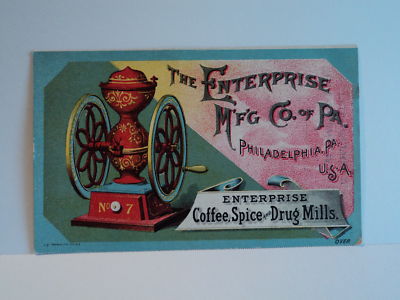 THE ENTERPRISE
M'F'G CO. OF PA.
PHILADELPHIA, PA.
U.S.A.
ENTERPRISE
Coffee, Spice and Drug Mills.
No 7
OVER